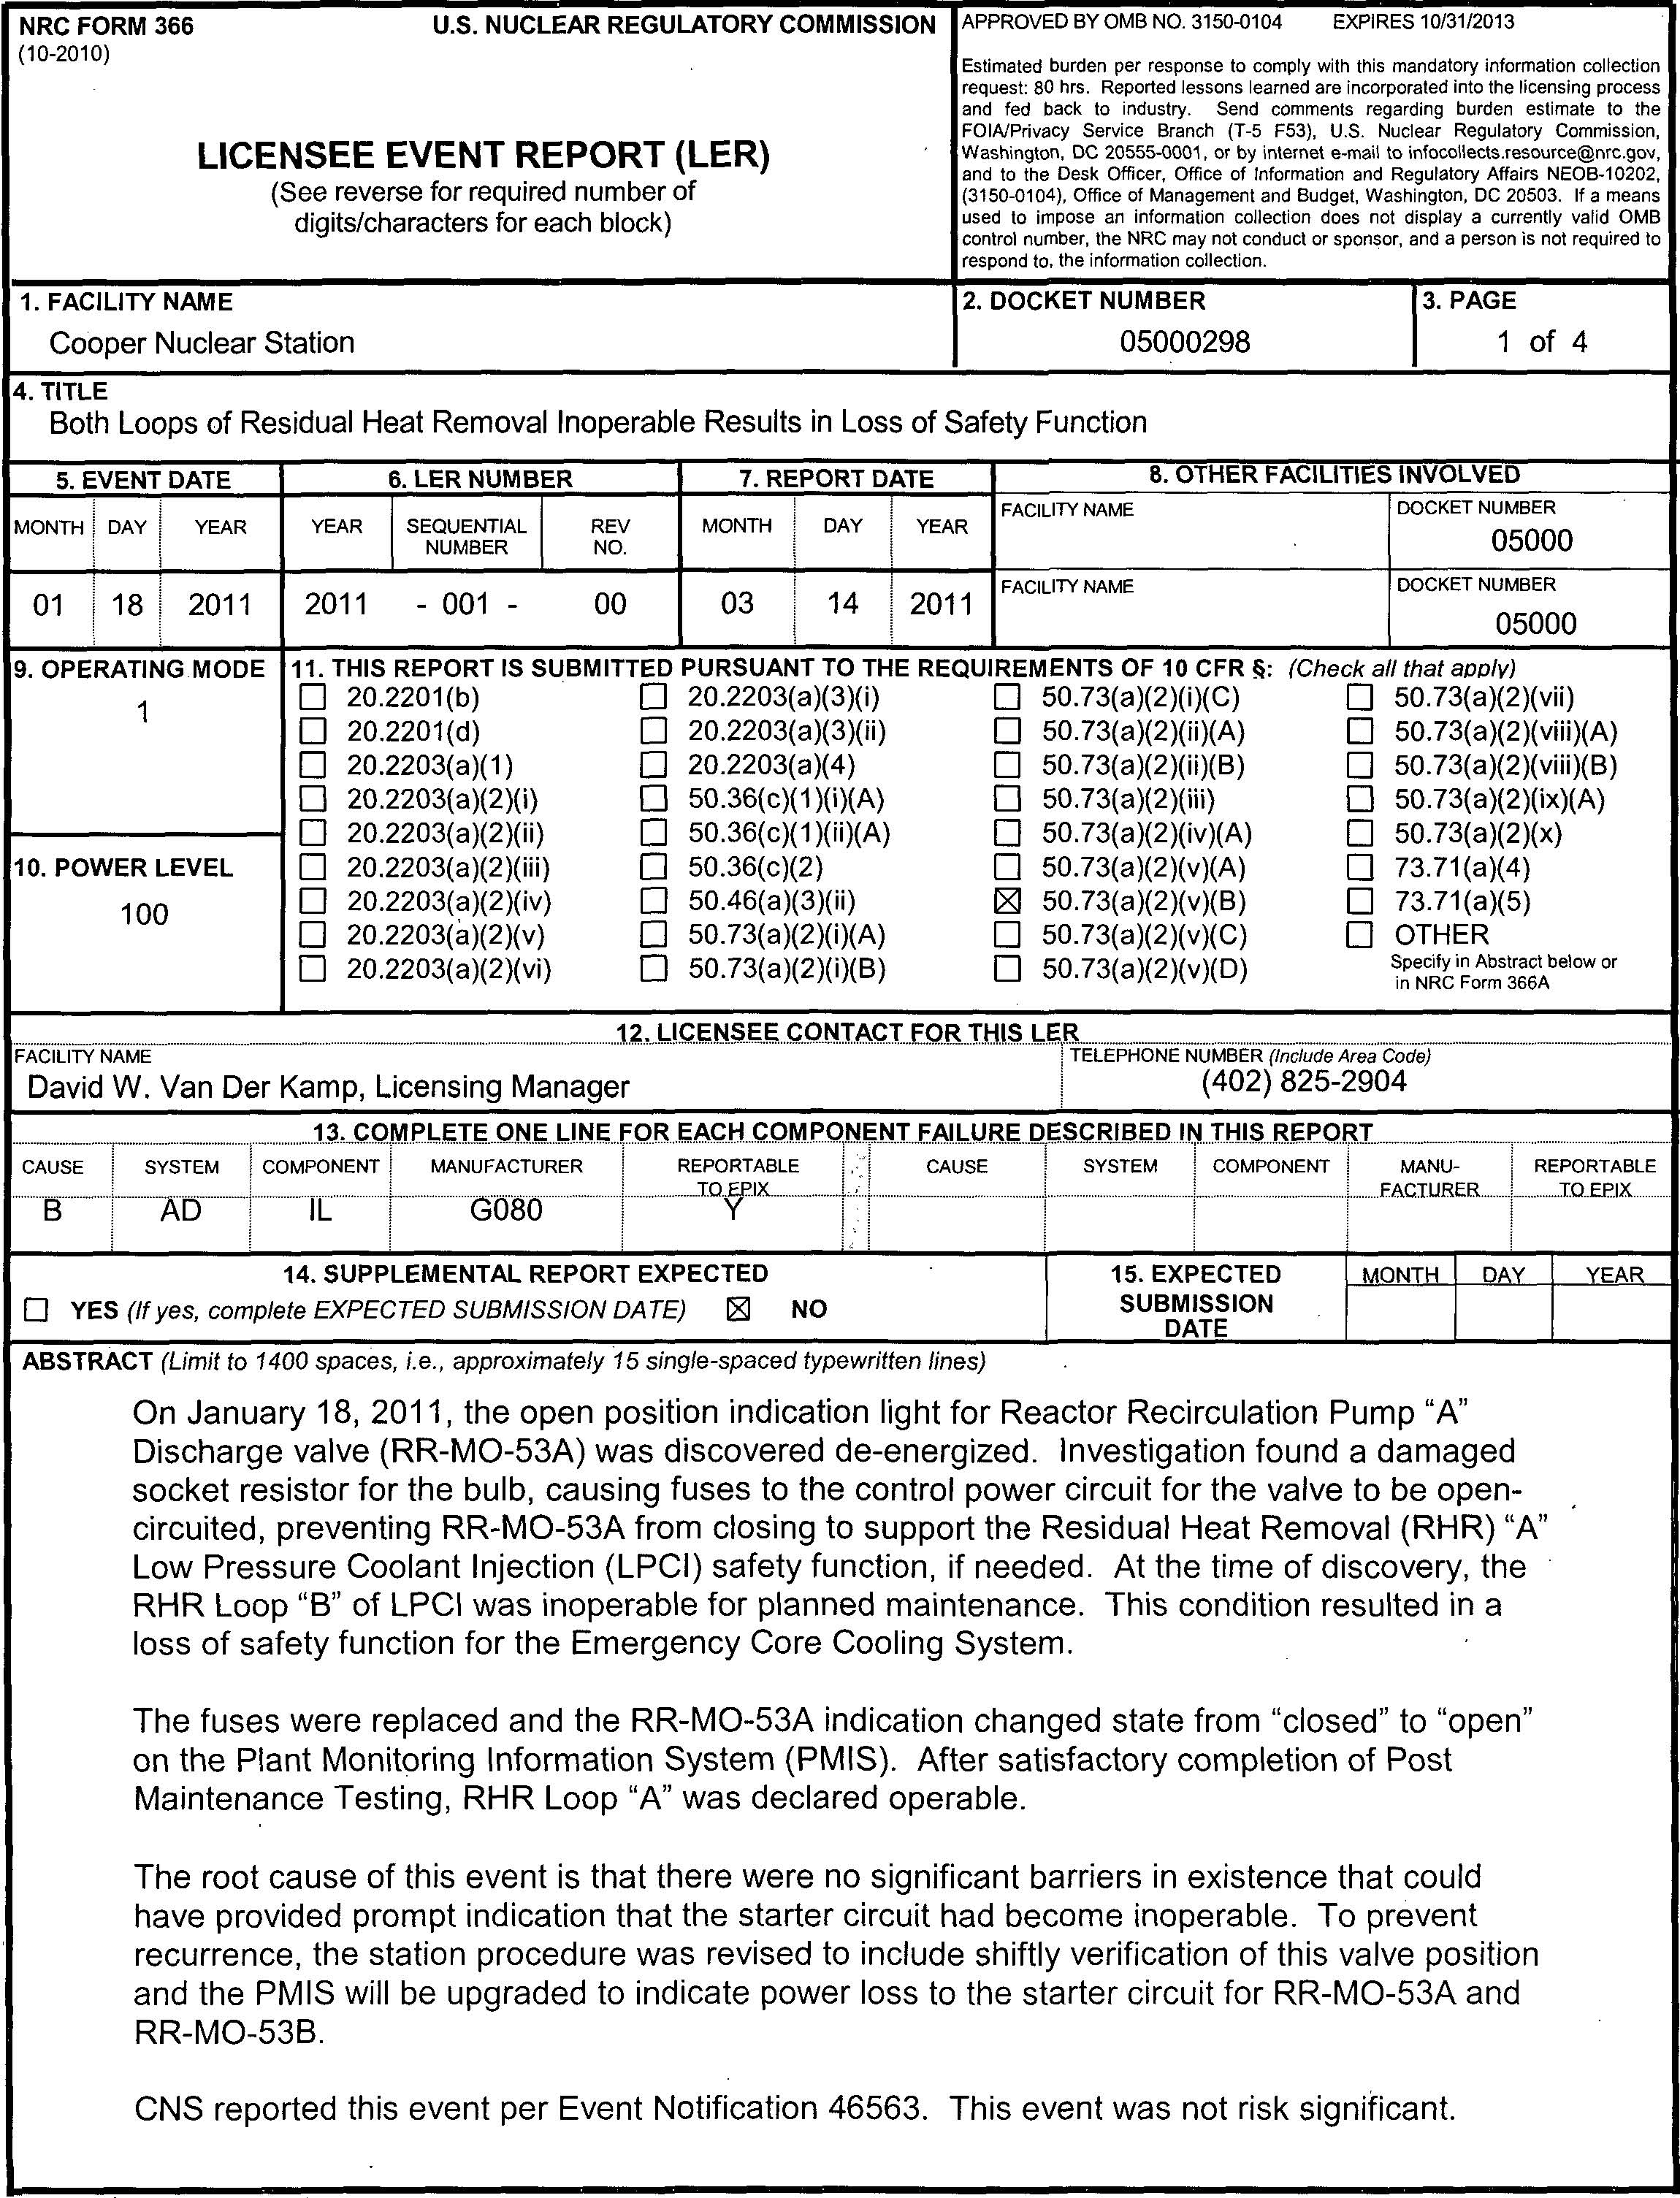 NRC FORM 366
(10-2010)
U.S. NUCLEAR REGULATORY COMMISSION
LICENSEE EVENT REPORT (LER)
(See reverse for required number of
digits/characters for each block)
APPROVED BY OMB NO. 3150-0104 EXPIRES 10/31/2013
Estimated burden per response to comply with this mandatory information collection
request: 80 hrs. Reported lessons learned are incorporated into the licensing process
and fed back to industry. Send comments regarding burden estimate to the
FOIA/Privacy Service Branch (T-5 F53), U.S. Nuclear Regulatory Commission,
Washington, DC 20555-0001, or by internet e-mail to infocollects.resource@nrc.gov,
and to the Desk Officer, Office of Information and Regulatory Affairs NEOB-10202,
(3150-0104), Office of Management and Budget, Washington, DC 20503. If a means
used to impose an information collection does not display a currently valid OMB
control number, the NRC may not conduct or sponsor, and a person is not required to
respond to, the information collection.
1. FACILITY NAME
Cooper Nuclear Station
2. DOCKET NUMBER
05000298
3. PAGE
1 of 4
4. TITLE
Both Loops of Residual Heat Removal Inoperable Results in Loss of Safety Function
5. EVENT DATE 6. LER NUMBER 7. REPORT DATE 8. OTHER FACILITIES INVOLVED
MONTH DAY YEAR YEAR SEQUENTIAL NUMBER REV NO. MONTH DAY YEAR
FACILITY NAME DOCKET NUMBER
05000
01 18 2011 2011 - 001 - 00 03 14 2011
FACILITY NAME DOCKET NUMBER
05000
9. OPERATING MODE
1
10. POWER LEVEL
100
11. THIS REPORT IS SUBMITTED PURSUANT TO THE REQUIREMENTS OF 10 CFR §: (Check all that apply)
☐ 20.2201(b) ☐ 20.2203(a)(3)(i) ☐ 50.73(a)(2)(i)(C) ☐ 50.73(a)(2)(vii)
☐ 20.2201(d) ☐ 20.2203(a)(3)(ii) ☐ 50.73(a)(2)(ii)(A) ☐ 50.73(a)(2)(viii)(A)
☐ 20.2203(a)(1) ☐ 20.2203(a)(4) ☐ 50.73(a)(2)(ii)(B) ☐ 50.73(a)(2)(viii)(B)
☐ 20.2203(a)(2)(i) ☐ 50.36(c)(1)(i)(A) ☐ 50.73(a)(2)(iii) ☐ 50.73(a)(2)(ix)(A)
☐ 20.2203(a)(2)(ii) ☐ 50.36(c)(1)(ii)(A) ☐ 50.73(a)(2)(iv)(A) ☐ 50.73(a)(2)(x)
☐ 20.2203(a)(2)(iii) ☐ 50.36(c)(2) ☐ 50.73(a)(2)(v)(A) ☐ 73.71(a)(4)
☐ 20.2203(a)(2)(iv) ☐ 50.46(a)(3)(ii) ☒ 50.73(a)(2)(v)(B) ☐ 73.71(a)(5)
☐ 20.2203(a)(2)(v) ☐ 50.73(a)(2)(i)(A) ☐ 50.73(a)(2)(v)(C) ☐ OTHER
☐ 20.2203(a)(2)(vi) ☐ 50.73(a)(2)(i)(B) ☐ 50.73(a)(2)(v)(D) Specify in Abstract below or
in NRC Form 366A
12. LICENSEE CONTACT FOR THIS LER
FACILITY NAME
David W. Van Der Kamp, Licensing Manager
TELEPHONE NUMBER (Include Area Code)
(402) 825-2904
13. COMPLETE ONE LINE FOR EACH COMPONENT FAILURE DESCRIBED IN THIS REPORT
CAUSE SYSTEM COMPONENT MANUFACTURER REPORTABLE TO EPIX CAUSE SYSTEM COMPONENT MANU-FACTURER REPORTABLE TO EPIX
B AD IL G080 Y
14. SUPPLEMENTAL REPORT EXPECTED
☐ YES (If yes, complete EXPECTED SUBMISSION DATE) ☒ NO
15. EXPECTED
SUBMISSION
DATE
MONTH DAY YEAR
ABSTRACT (Limit to 1400 spaces, i.e., approximately 15 single-spaced typewritten lines)
On January 18, 2011, the open position indication light for Reactor Recirculation Pump “A”
Discharge valve (RR-MO-53A) was discovered de-energized. Investigation found a damaged
socket resistor for the bulb, causing fuses to the control power circuit for the valve to be open-
circuited, preventing RR-MO-53A from closing to support the Residual Heat Removal (RHR) “A”
Low Pressure Coolant Injection (LPCI) safety function, if needed. At the time of discovery, the
RHR Loop “B” of LPCI was inoperable for planned maintenance. This condition resulted in a
loss of safety function for the Emergency Core Cooling System.
The fuses were replaced and the RR-MO-53A indication changed state from “closed” to “open”
on the Plant Monitoring Information System (PMIS). After satisfactory completion of Post
Maintenance Testing, RHR Loop “A” was declared operable.
The root cause of this event is that there were no significant barriers in existence that could
have provided prompt indication that the starter circuit had become inoperable. To prevent
recurrence, the station procedure was revised to include shiftly verification of this valve position
and the PMIS will be upgraded to indicate power loss to the starter circuit for RR-MO-53A and
RR-MO-53B.
CNS reported this event per Event Notification 46563. This event was not risk significant.